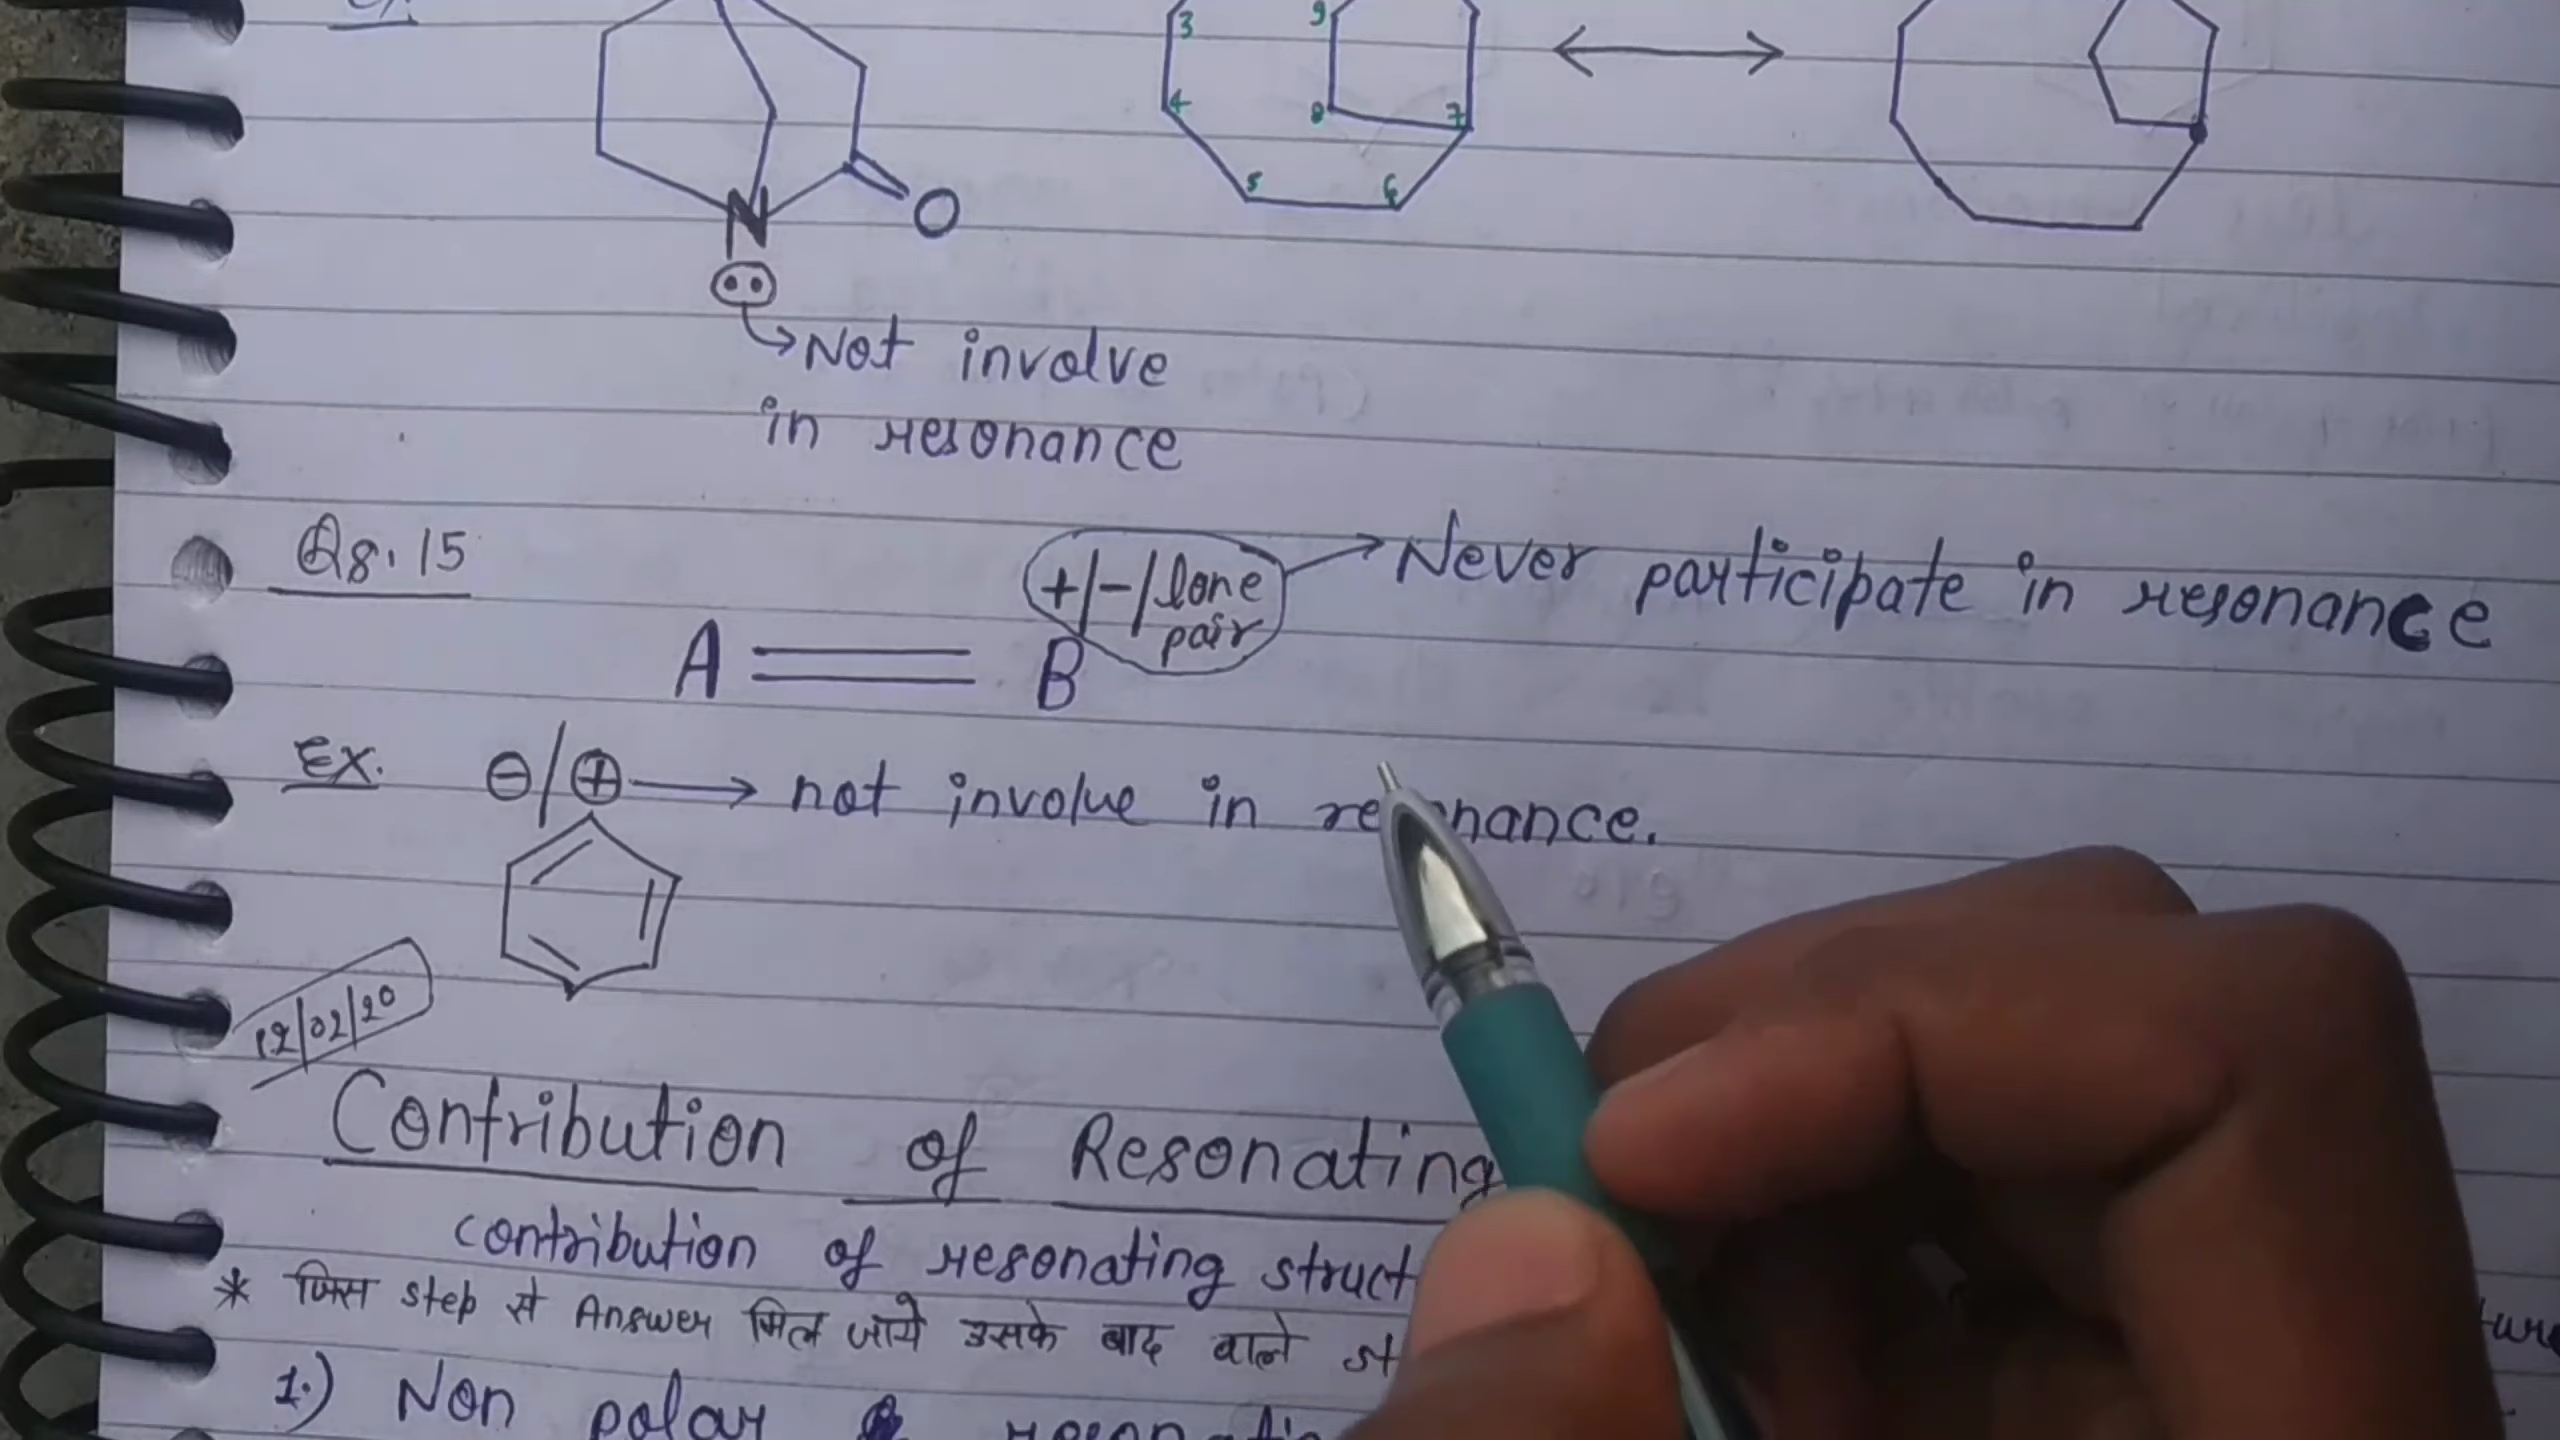 3
9
4
8
7
5
6
N
O
Not involve
in resonance
Qs. 15
+/-/lone
pair
Never participate in resonance
A = B
Ex. ⊖/⊕ → not involve in resonance.
12/02/20
Contribution of Resonating
contribution of resonating struct
* जिस step से Answer मिल जाये उसके बाद वाले st
1.) Non polar